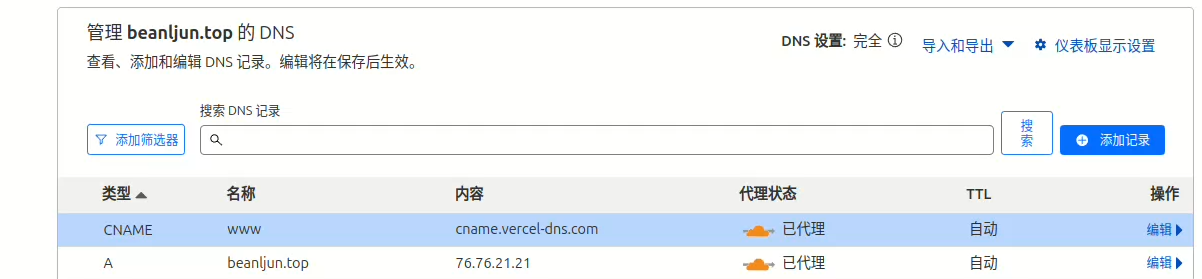 管理 beanljun.top 的 DNS
查看、添加和编辑 DNS 记录。编辑将在保存后生效。
DNS 设置: 完全
导入和导出
仪表板显示设置
搜索 DNS 记录
添加筛选器
搜
索
添加记录
类型 名称 内容 代理状态 TTL 操作
CNAME www cname.vercel-dns.com 已代理 自动 编辑
A beanljun.top 76.76.21.21 已代理 自动 编辑